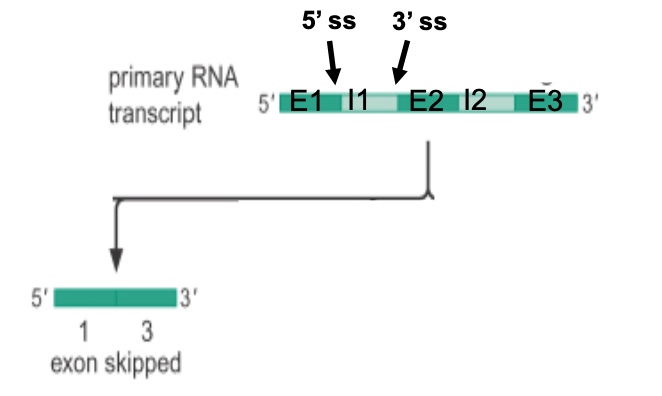 5' ss 3' ss
primary RNA
transcript
5' E1 I1 E2 I2 E3 3'
5' 3'
1 3
exon skipped